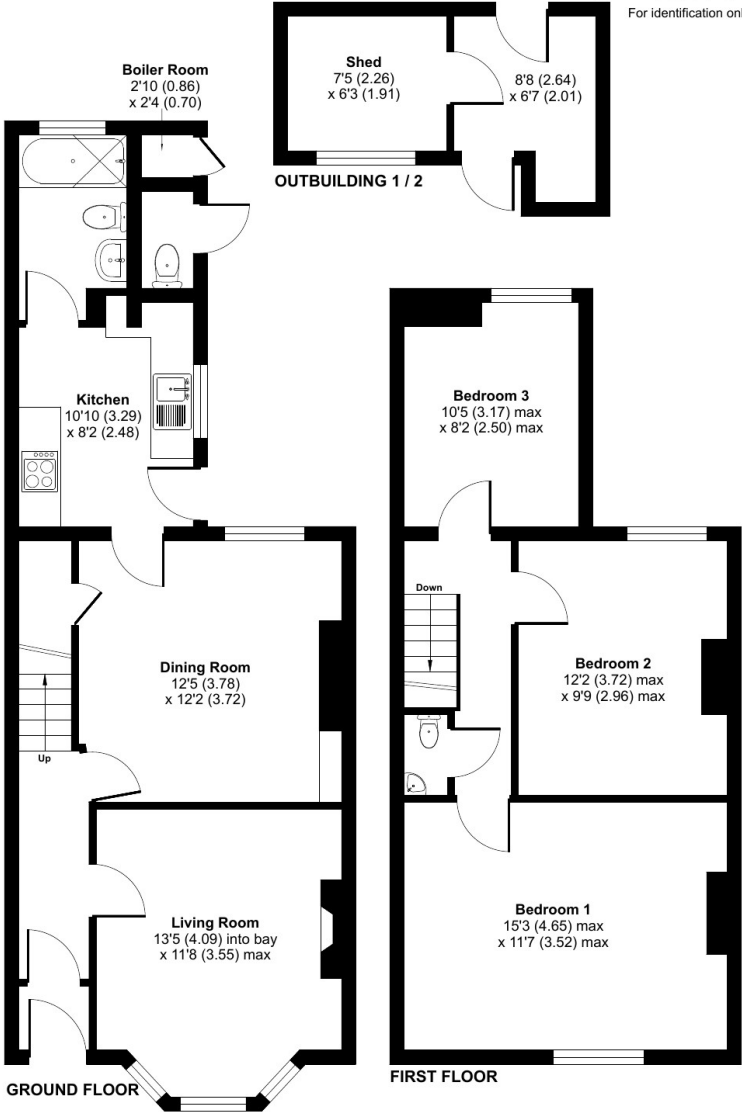 For identification onl
Shed
7'5 (2.26)
x 6'3 (1.91)
8'8 (2.64)
x 6'7 (2.01)
OUTBUILDING 1 / 2
Boiler Room
2'10 (0.86)
x 2'4 (0.70)
Kitchen
10'10 (3.29)
x 8'2 (2.48)
Dining Room
12'5 (3.78)
x 12'2 (3.72)
Up
Living Room
13'5 (4.09) into bay
x 11'8 (3.55) max
GROUND FLOOR
Bedroom 3
10'5 (3.17) max
x 8'2 (2.50) max
Down
Bedroom 2
12'2 (3.72) max
x 9'9 (2.96) max
Bedroom 1
15'3 (4.65) max
x 11'7 (3.52) max
FIRST FLOOR